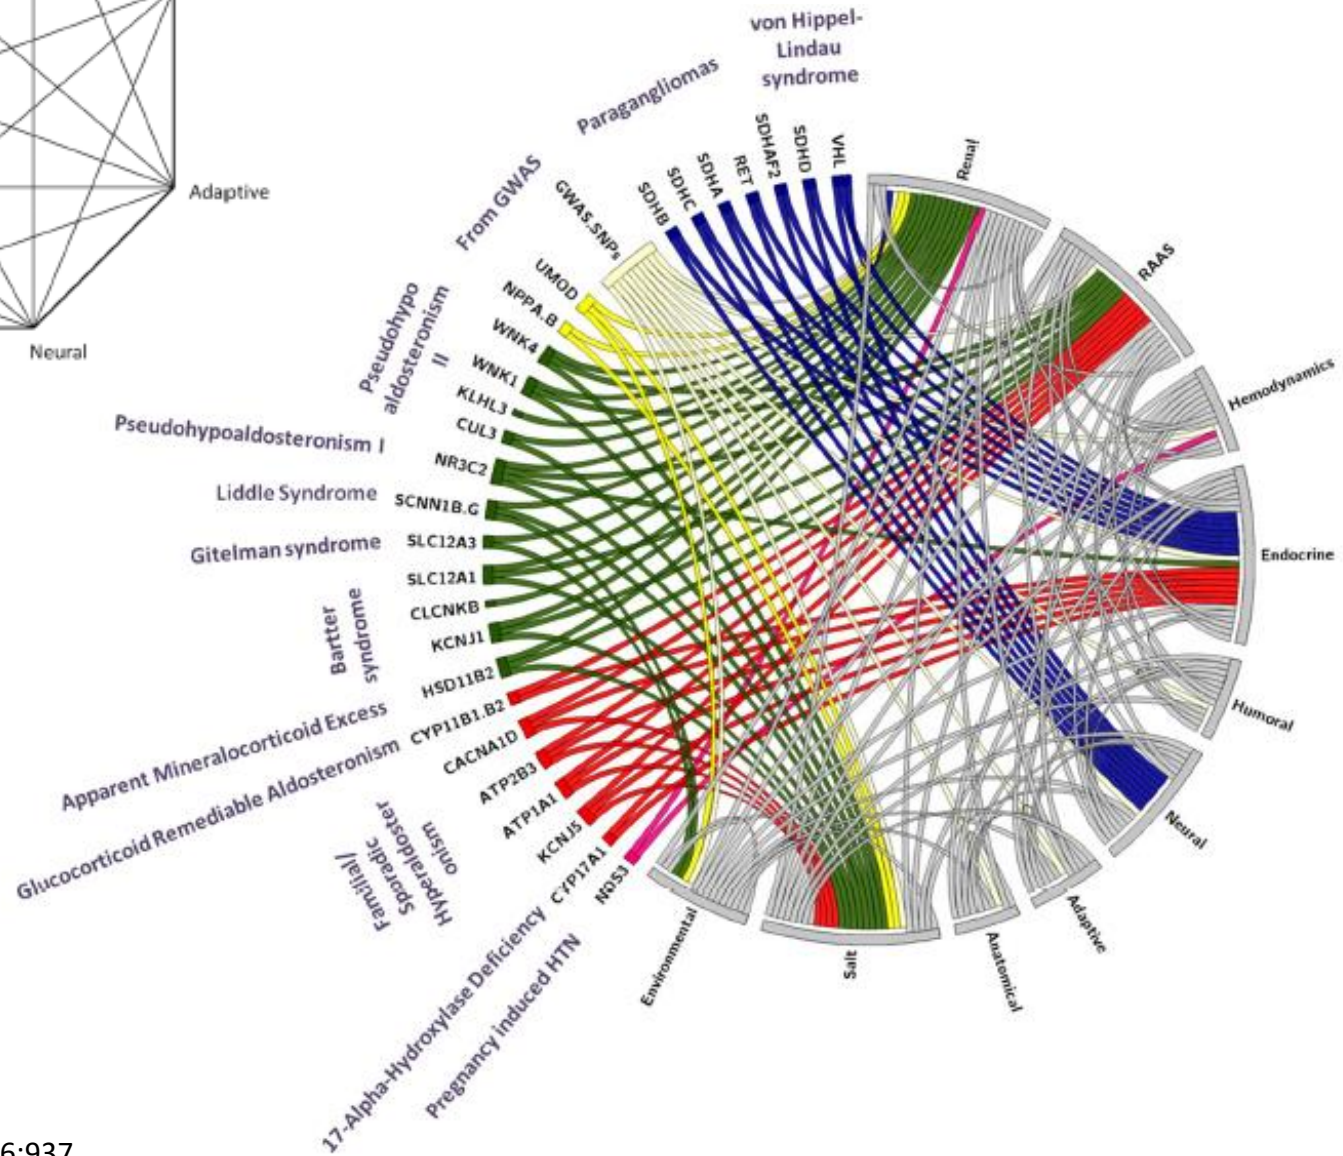 Adaptive
Neural
von Hippel-
Lindau
syndrome
Paragangliomas
From GWAS
Pseudohypo
aldosteronism
II
Pseudohypoaldosteronism I
Liddle Syndrome
Gitelman syndrome
Bartter
syndrome
Apparent Mineralocorticoid Excess
Glucocorticoid Remediable Aldosteronism
Familial/
Sporadic
Hyperaldoster
onism
17-Alpha-Hydroxylase Deficiency
Pregnancy induced HTN
VHL
SDHD
SDHAF2
RET
SDHA
SDHC
SDHB
GWAS.SNPs
UMOD
NPPA.B
WNK4
WNK1
KLHL3
CUL3
NR3C2
SCNN1B.G
SLC12A3
SLC12A1
CLCNKB
KCNJ1
HSD11B2
CYP11B1.B2
CACNA1D
ATP2B3
ATP1A1
KCNJ5
CYP17A1
NOS3
Renal
RAAS
Hemodynamics
Endocrine
Humoral
Neural
Adaptive
Anatomical
Salt
Environmental
6:937